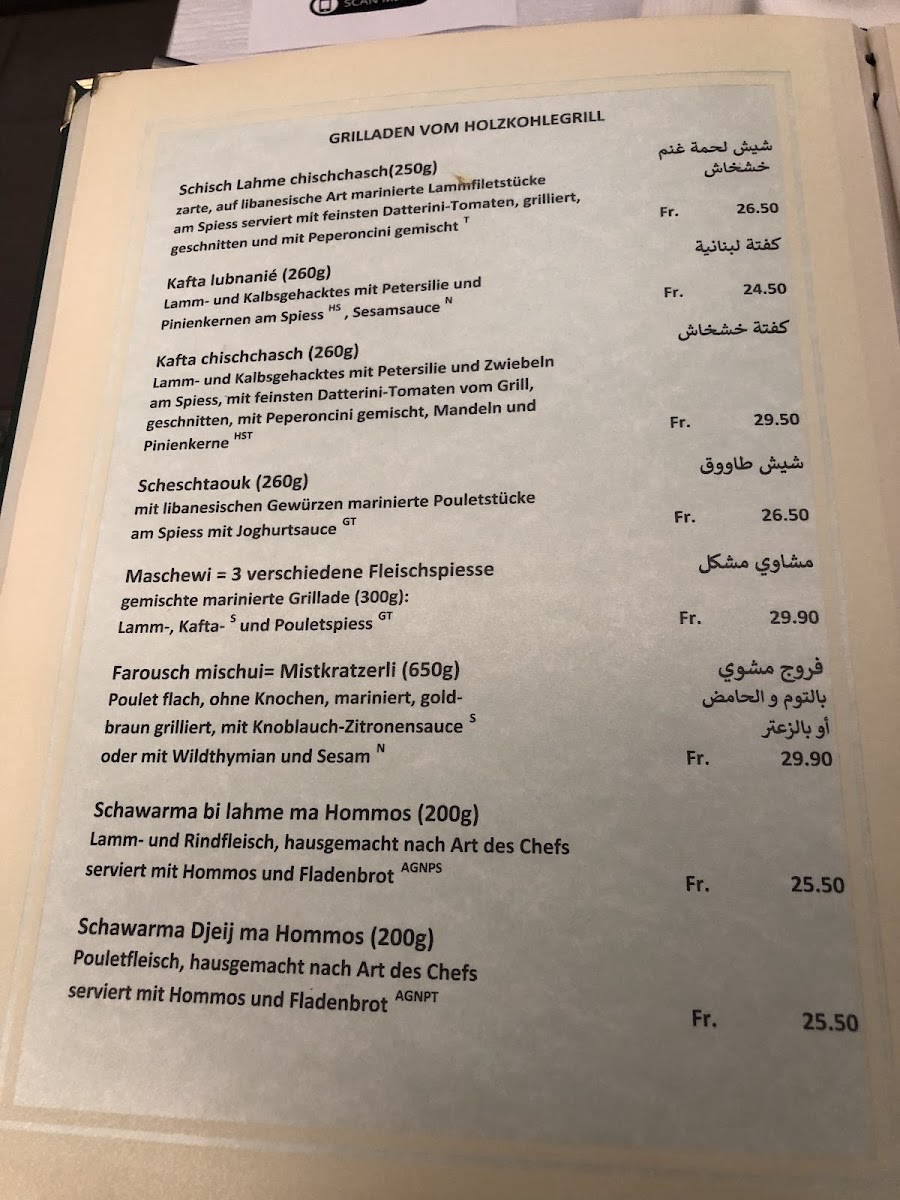 SCAN
GRILLADEN VOM HOLZKOHLEGRILL
Schisch Lahme chischchasch(250g)
شيش لحمة غنم
خشخاش
zarte, auf libanesische Art marinierte Lammfiletstücke
am Spiess serviert mit feinsten Datterini-Tomaten, grilliert,
geschnitten und mit Peperoncini gemischt T
Fr. 26.50
Kafta lubnanié (260g)
كفتة لبنانية
Lamm- und Kalbsgehacktes mit Petersilie und
Pinienkernen am Spiess HS , Sesamsauce N
Fr. 24.50
Kafta chischchasch (260g)
كفتة خشخاش
Lamm- und Kalbsgehacktes mit Petersilie und Zwiebeln
am Spiess, mit feinsten Datterini-Tomaten vom Grill,
geschnitten, mit Peperoncini gemischt, Mandeln und
Pinienkerne HST
Fr. 29.50
Scheschtaouk (260g)
شيش طاووق
mit libanesischen Gewürzen marinierte Pouletstücke
am Spiess mit Joghurtsauce GT
Fr. 26.50
Maschewi = 3 verschiedene Fleischspiesse
مشاوي مشكل
gemischte marinierte Grillade (300g):
Lamm-, Kafta- S und Pouletspiess GT
Fr. 29.90
Farousch mischui= Mistkratzerli (650g)
فروج مشوي
Poulet flach, ohne Knochen, mariniert, gold-
بالتوم و الحامض
braun grilliert, mit Knoblauch-Zitronensauce S
أو بالزعتر
oder mit Wildthymian und Sesam N
Fr. 29.90
Schawarma bi lahme ma Hommos (200g)
Lamm- und Rindfleisch, hausgemacht nach Art des Chefs
serviert mit Hommos und Fladenbrot AGNPS
Fr. 25.50
Schawarma Djeij ma Hommos (200g)
Pouletfleisch, hausgemacht nach Art des Chefs
serviert mit Hommos und Fladenbrot AGNPT
Fr. 25.50